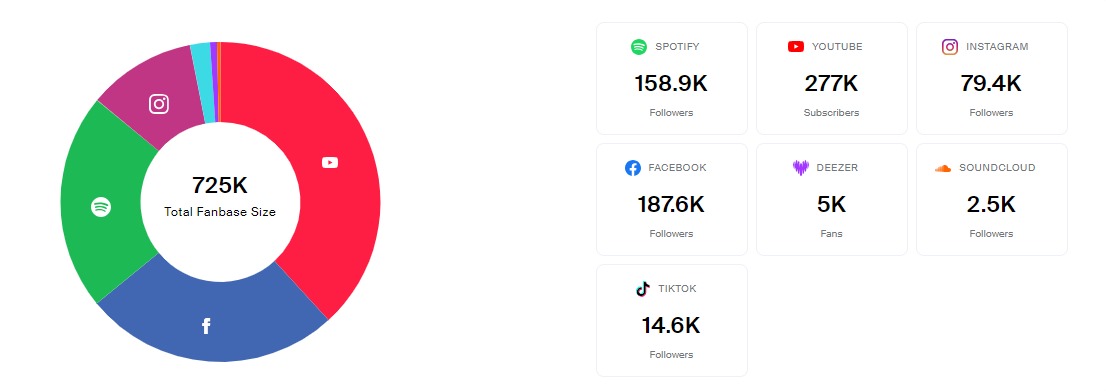 725K
Total Fanbase Size
SPOTIFY
158.9K
Followers
YOUTUBE
277K
Subscribers
INSTAGRAM
79.4K
Followers
FACEBOOK
187.6K
Followers
DEEZER
5K
Fans
SOUNDCLOUD
2.5K
Followers
TIKTOK
14.6K
Followers